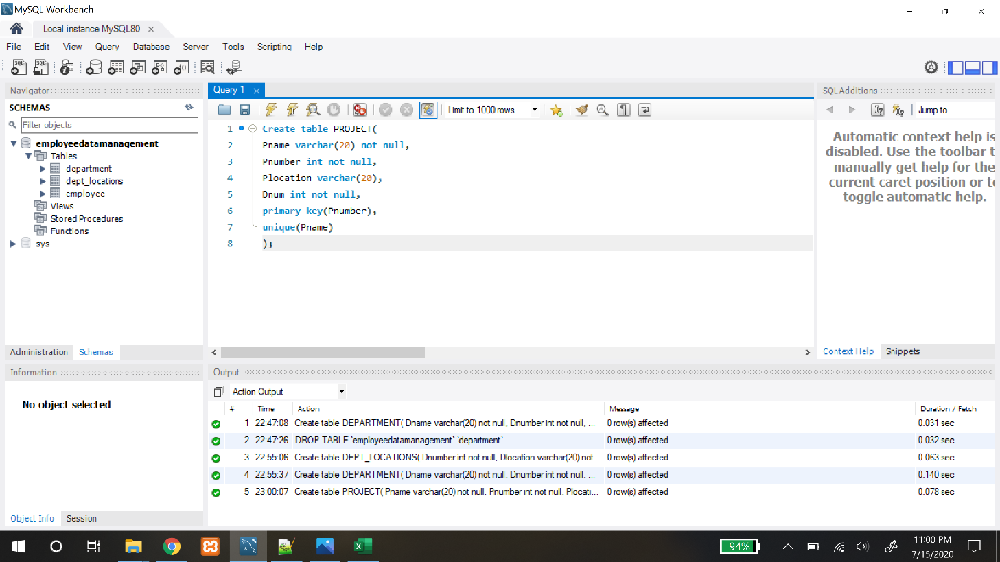 MySQL Workbench
Local instance MySQL80
File Edit View Query Database Server Tools Scripting Help
Navigator
SCHEMAS
Filter objects
employeedatamanagement
Tables
department
dept_locations
employee
Views
Stored Procedures
Functions
sys
Administration Schemas
Information
No object selected
Object Info Session
Query 1
Limit to 1000 rows
1 Create table PROJECT(
2 Pname varchar(20) not null,
3 Pnumber int not null,
4 Plocation varchar(20),
5 Dnum int not null,
6 primary key(Pnumber),
7 unique(Pname)
8 );
SQLAdditions
Jump to
Automatic context help is
disabled. Use the toolbar t
manually get help for the
current caret position or to
toggle automatic help.
Context Help Snippets
Output
Action Output
# Time Action Message Duration / Fetch
1 22:47:08 Create table DEPARTMENT( Dname varchar(20) not null, Dnumber int not null, ... 0 row(s) affected 0.031 sec
2 22:47:26 DROP TABLE `employeedatamanagement`.`department` 0 row(s) affected 0.032 sec
3 22:55:06 Create table DEPT_LOCATIONS( Dnumber int not null, Dlocation varchar(20) not... 0 row(s) affected 0.063 sec
4 22:55:37 Create table DEPARTMENT( Dname varchar(20) not null, Dnumber int not null, ... 0 row(s) affected 0.140 sec
5 23:00:07 Create table PROJECT( Pname varchar(20) not null, Pnumber int not null, Plocati... 0 row(s) affected 0.078 sec
94%
11:00 PM
7/15/2020